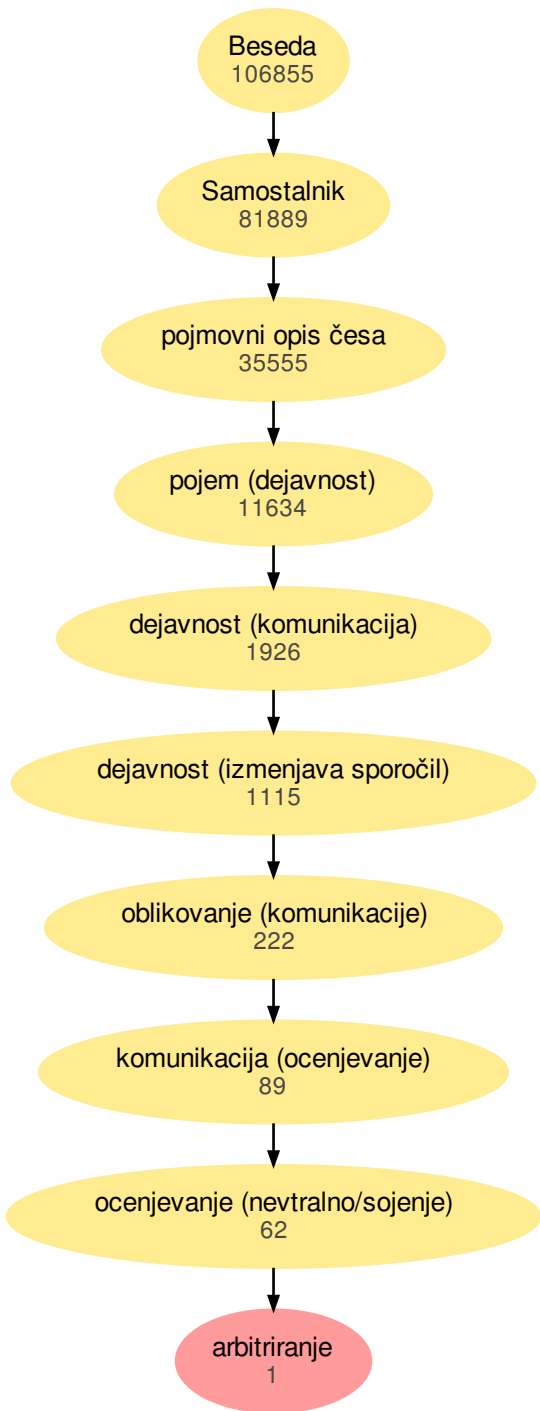 Beseda
106855
Samostalnik
81889
pojmovni opis česa
35555
pojem (dejavnost)
11634
dejavnost (komunikacija)
1926
dejavnost (izmenjava sporočil)
1115
oblikovanje (komunikacije)
222
komunikacija (ocenjevanje)
89
ocenjevanje (nevtralno/sojenje)
62
arbitriranje
1